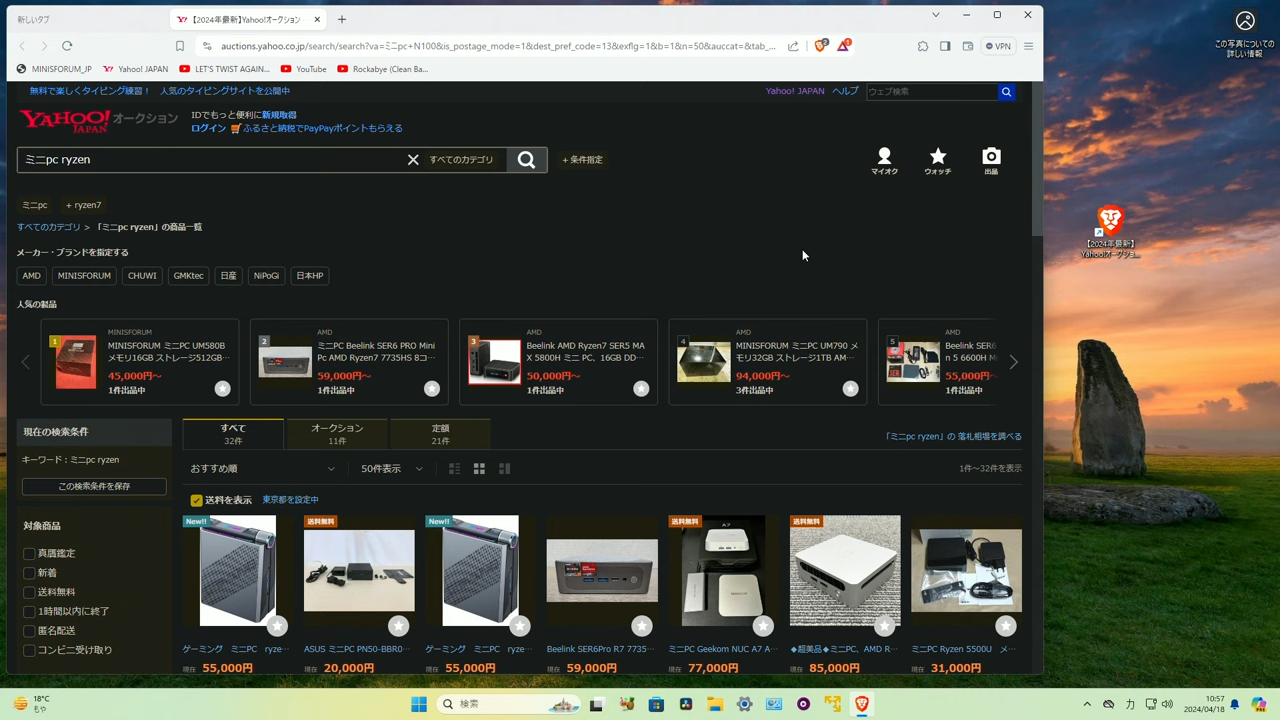 新しいタブ
【2024年最新】Yahoo!オークション
auctions.yahoo.co.jp/search/search?va=ミニpc+N100&is_postage_mode=1&dest_pref_code=13&exflg=1&b=1&n=50&auccat=&tab_...
2
1
VPN
MINISFORUM_JP
Yahoo! JAPAN
LET'S TWIST AGAIN...
YouTube
Rockabye (Clean Ba...
無料で楽しくタイピング練習！ 人気のタイピングサイトを公開中
Yahoo! JAPAN ヘルプ
ウェブ検索
YAHOO! JAPAN オークション
IDでもっと便利に新規取得
ログイン ふるさと納税でPayPayポイントもらえる
ミニpc ryzen
すべてのカテゴリ
+ 条件指定
マイオク
ウォッチ
出品
ミニpc
+ ryzen7
すべてのカテゴリ > 「ミニpc ryzen」の商品一覧
メーカー・ブランドを指定する
AMD
MINISFORUM
CHUWI
GMKtec
日産
NiPoGi
日本HP
人気の製品
1
MINISFORUM
MINISFORUM ミニPC UM580B
メモリ16GB ストレージ512GB…
45,000円〜
1件出品中
2
AMD
Beelink SER6 PRO Mini
Pc AMD Ryzen7 7735HS 8コ…
59,000円〜
1件出品中
3
AMD
Beelink AMD Ryzen7 SER5 MA
X 5800H ミニ PC、16GB DD…
50,000円〜
1件出品中
4
AMD
MINISFORUM ミニPC UM790 メ
モリ32GB ストレージ1TB AM…
94,000円〜
3件出品中
5
AMD
Beelink SER
n 5 6600H M
55,000円〜
1件出品中
現在の検索条件
キーワード：ミニpc ryzen
この検索条件を保存
すべて
32件
オークション
11件
定額
21件
「ミニpc ryzen」の 落札相場を調べる
おすすめ順
50件表示
1件〜32件を表示
送料を表示 東京都を設定中
対象商品
真贋鑑定
新着
送料無料
1時間以内に終了
匿名配送
コンビニ受け取り
New!!
ゲーミング ミニPC ryze…
現在 55,000円
送料無料
ASUS ミニPC PN50-BBR0…
現在 20,000円
New!!
ゲーミング ミニPC ryze…
現在 55,000円
Beelink SER6Pro R7 7735…
現在 59,000円
送料無料
A7
ミニPC Geekom NUC A7 A…
現在 77,000円
送料無料
◆超美品◆ミニPC、AMD R…
現在 85,000円
ミニPC Ryzen 5500U メ…
現在 31,000円
この写真についての
詳しい情報
【2024年最新】
Yahoo!オークショ...
18°C
もや
検索
カ
10:57
2024/04/18